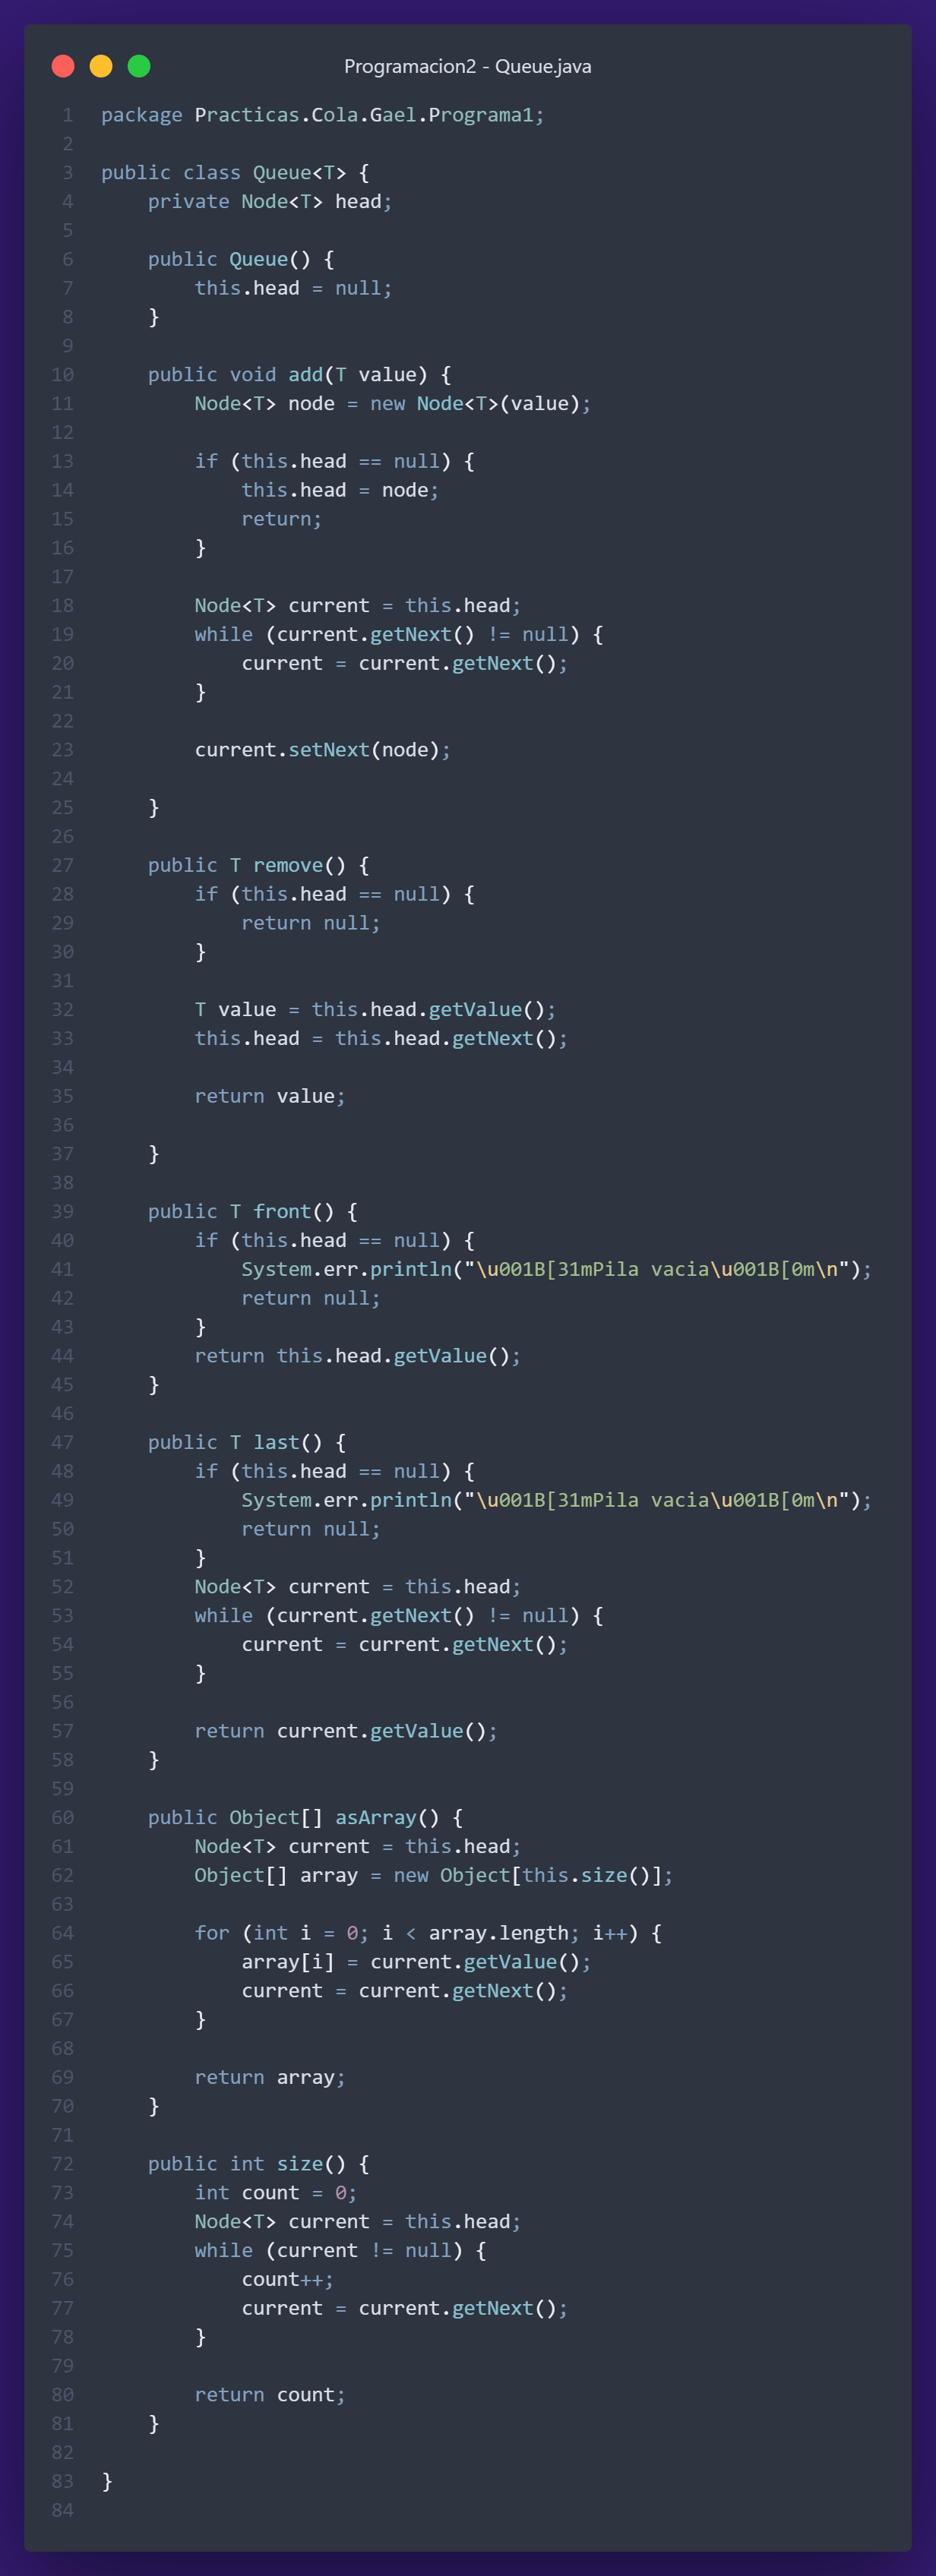 Programacion2 - Queue.java
1 package Practicas.Cola.Gael.Programa1;
2
3 public class Queue<T> {
4     private Node<T> head;
5
6     public Queue() {
7         this.head = null;
8     }
9
10     public void add(T value) {
11         Node<T> node = new Node<T>(value);
12
13         if (this.head == null) {
14             this.head = node;
15             return;
16         }
17
18         Node<T> current = this.head;
19         while (current.getNext() != null) {
20             current = current.getNext();
21         }
22
23         current.setNext(node);
24
25     }
26
27     public T remove() {
28         if (this.head == null) {
29             return null;
30         }
31
32         T value = this.head.getValue();
33         this.head = this.head.getNext();
34
35         return value;
36
37     }
38
39     public T front() {
40         if (this.head == null) {
41             System.err.println("\u001B[31mPila vacia\u001B[0m\n");
42             return null;
43         }
44         return this.head.getValue();
45     }
46
47     public T last() {
48         if (this.head == null) {
49             System.err.println("\u001B[31mPila vacia\u001B[0m\n");
50             return null;
51         }
52         Node<T> current = this.head;
53         while (current.getNext() != null) {
54             current = current.getNext();
55         }
56
57         return current.getValue();
58     }
59
60     public Object[] asArray() {
61         Node<T> current = this.head;
62         Object[] array = new Object[this.size()];
63
64         for (int i = 0; i < array.length; i++) {
65             array[i] = current.getValue();
66             current = current.getNext();
67         }
68
69         return array;
70     }
71
72     public int size() {
73         int count = 0;
74         Node<T> current = this.head;
75         while (current != null) {
76             count++;
77             current = current.getNext();
78         }
79
80         return count;
81     }
82
83 }
84